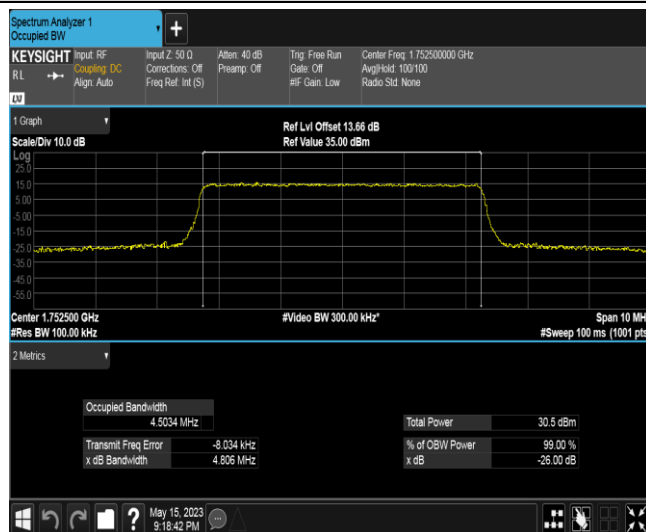 Spectrum Analyzer 1
Occupied BW
KEYSIGHT
RL
Input: RF
Coupling: DC
Align: Auto
Input Z: 50 Ω
Corrections: Off
Freq Ref: Int (S)
Atten: 40 dB
Preamp: Off
Trig: Free Run
Gate: Off
#IF Gain: Low
Center Freq: 1.752500000 GHz
Avg|Hold: 100/100
Radio Std: None
LXI
1 Graph
Scale/Div 10.0 dB
Ref Lvl Offset 13.66 dB
Ref Value 35.00 dBm
Log
25.0
15.0
5.00
-5.00
-15.0
-25.0
-35.0
-45.0
-55.0
Center 1.752500 GHz
#Res BW 100.00 kHz
#Video BW 300.00 kHz*
Span 10 MH
#Sweep 100 ms (1001 pts
2 Metrics
Occupied Bandwidth
4.5034 MHz
Transmit Freq Error -8.034 kHz
x dB Bandwidth 4.806 MHz
Total Power 30.5 dBm
% of OBW Power 99.00 %
x dB -26.00 dB
?
May 15, 2023
9:18:42 PM